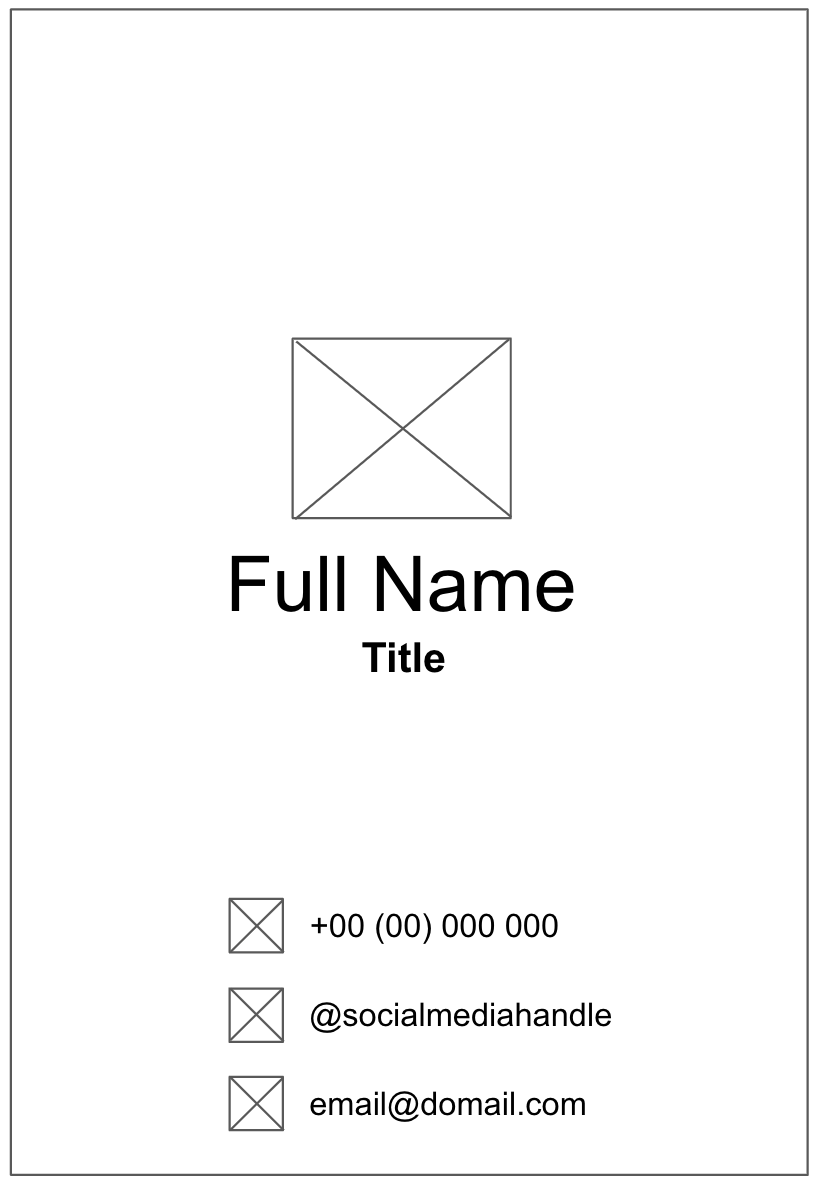 Full Name
Title
+00 (00) 000 000
@socialmediahandle
email@domail.com